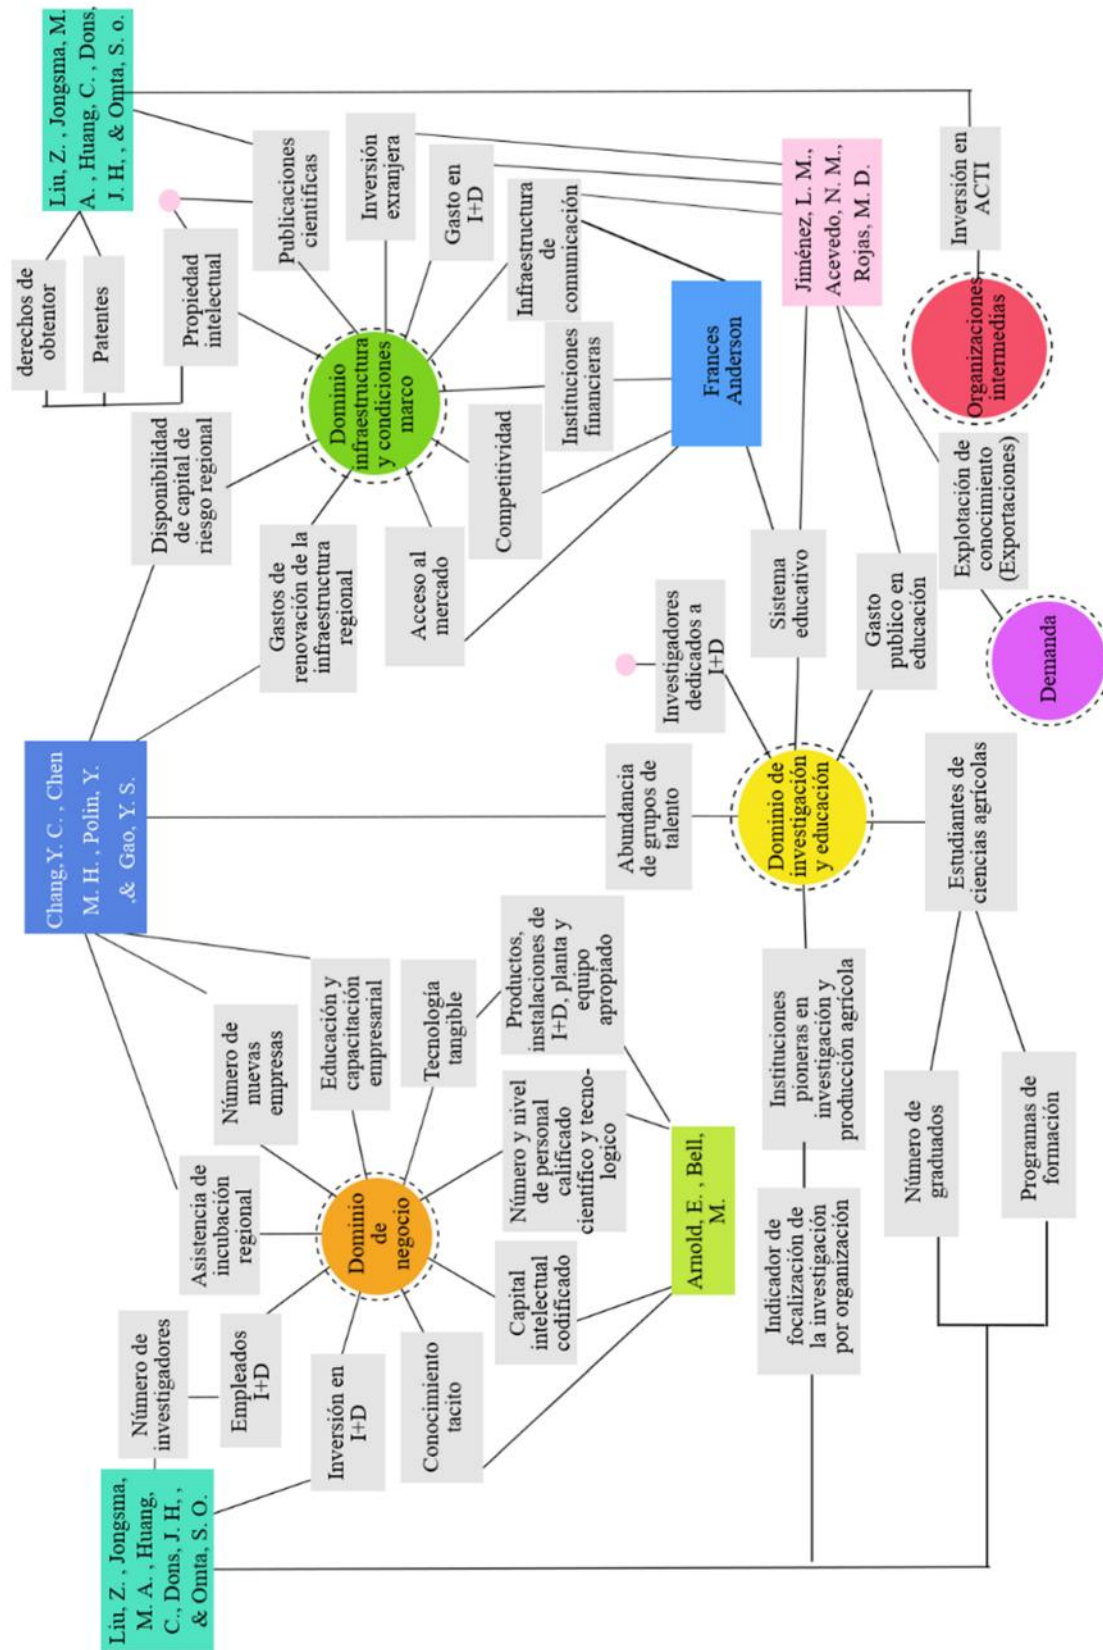 Liu, Z. , Jongsma,
M. A. , Huang,
C., Dons, J. H, ,
& Omta, S. O.
Número de
investigadores
Empleados
I+D
Inversión en
I+D
Conocimiento
tacito
Asistencia de
incubación
regional
Número de
nuevas
empresas
Educación y
capacitación
empresarial
Tecnología
tangible
Dominio
de
negocio
Capital
intelectual
codificado
Número y nivel
de personal
calificado
científico y tecno-
logico
Productos,
instalaciones de
I+D, planta y
equipo
apropiado
Arnold, E. , Bell,
M.
Chang,Y. C. , Chen
M. H. , Polin, Y.
,& Gao, Y. S.
Disponibilidad
de capital de
riesgo regional
Gastos de
renovación de la
infraestructura
regional
Acceso al
mercado
Competitividad
Instituciones
financieras
Infraestructura
de
comunicación
Gasto en
I+D
Inversión
exranjera
Publicaciones
científicas
Propiedad
intelectual
derechos de
obtentor
Patentes
Dominio
infraestructura
y condiciones
marco
Liu, Z. , Jongsma, M.
A. , Huang, C. , Dons,
J. H, , & Omta, S. o.
Frances
Anderson
Jiménez, L. M.,
Acevedo, N. M.,
Rojas, M. D.
Indicador de
focalización de
la investigación
por organización
Instituciones
pioneras en
investigación y
producción agrícola
Abundancia
de grupos de
talento
Investigadores
dedicados a
I+D
Sistema
educativo
Gasto
publico en
educación
Dominio de
investigación
y educación
Estudiantes de
ciencias agrícolas
Número de
graduados
Programas de
formación
Explotación de
conocimiento
(Exportaciones)
Demanda
Inversión en
ACTI
Organizaciones
intermedias